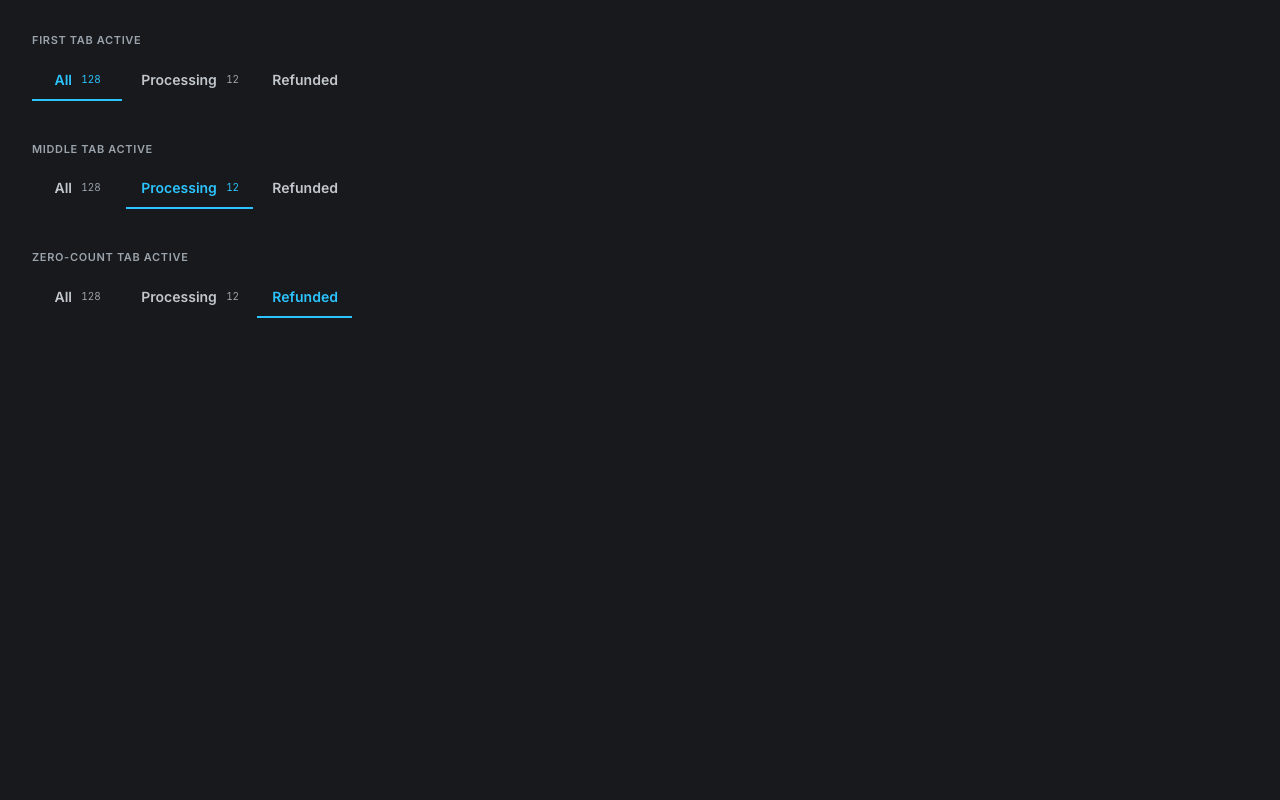 FIRST TAB ACTIVE
All 128 Processing 12 Refunded
MIDDLE TAB ACTIVE
All 128 Processing 12 Refunded
ZERO-COUNT TAB ACTIVE
All 128 Processing 12 Refunded